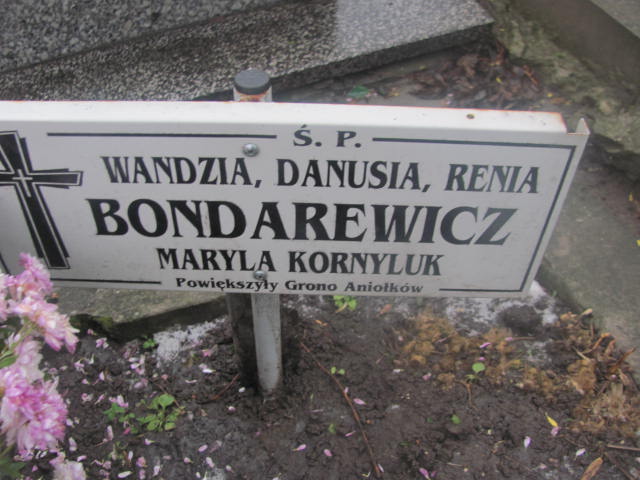 Ś. P.
WANDZIA, DANUSIA, RENIA
BONDAREWICZ
MARYLA KORNYLUK
Powiększyły Grono Aniołków